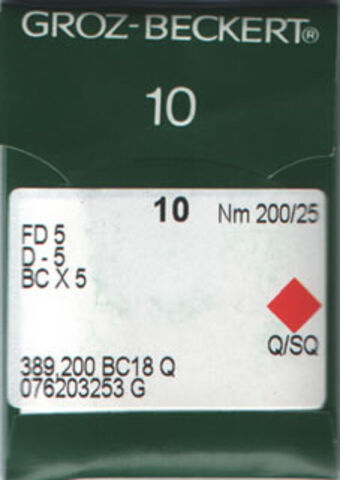 GROZ-BECKERT®
10
10 Nm 200/25
FD 5
D - 5
BC X 5
Q/SQ
389,200 BC18 Q
076203253 G